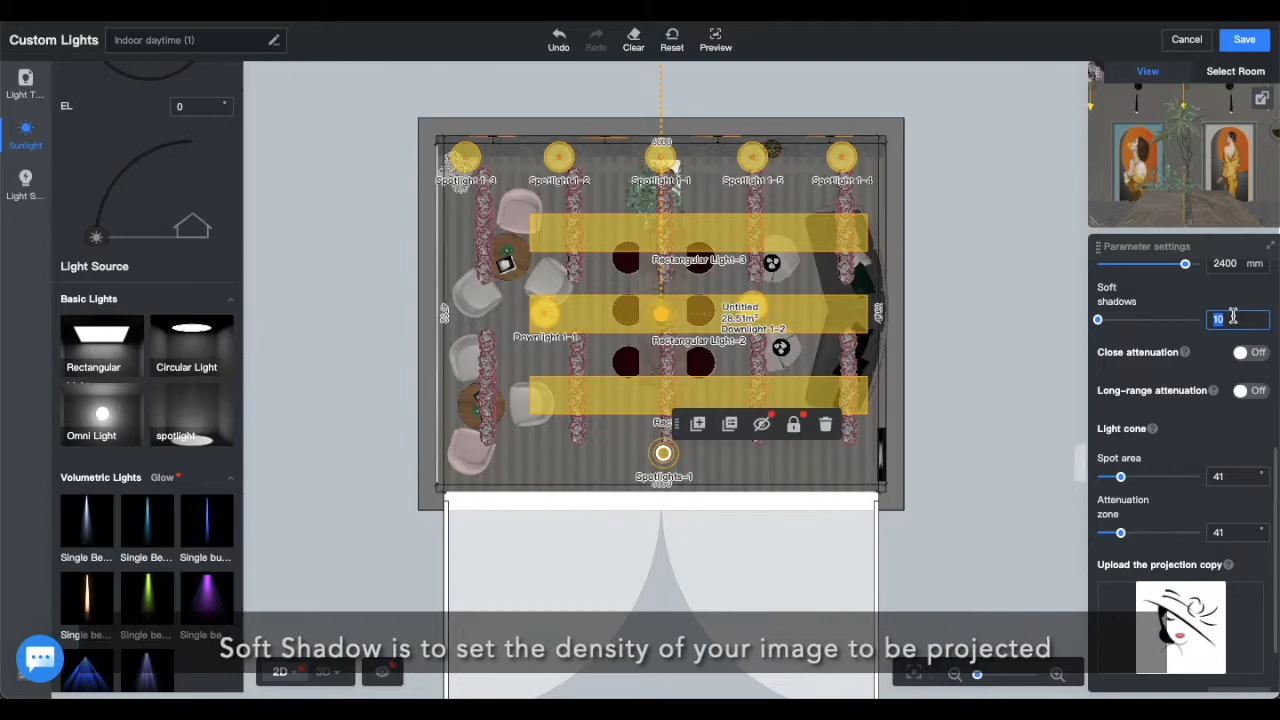 Custom Lights
Indoor daytime (1)
Undo
Redo
Clear
Reset
Preview
Cancel
Save
Light T...
Sunlight
Light S...
EL
0 °
Light Source
Basic Lights
Rectangular
Circular Light
Omni Light
spotlight
Volumetric Lights
Glow
Single Be...
Single Be...
Single bu...
Single be...
Single be...
Single be
6000
Spotlight 1-3
Spotlight 1-2
Spotlight 1-1
Spotlight 1-5
Spotlight 1-4
Rectangular Light-3
Untitled
28.51m²
Downlight 1-2
Downlight 1-1
Rectangular Light-2
Rec
Spotlights-1
6000
View
Select Room
Parameter settings
2400 mm
Soft
shadows
10
Close attenuation ?
Off
Long-range attenuation ?
Off
Light cone ?
Spot area
41 °
Attenuation
zone
41 °
Upload the projection copy ?
Soft Shadow is to set the density of your image to be projected
2D
3D